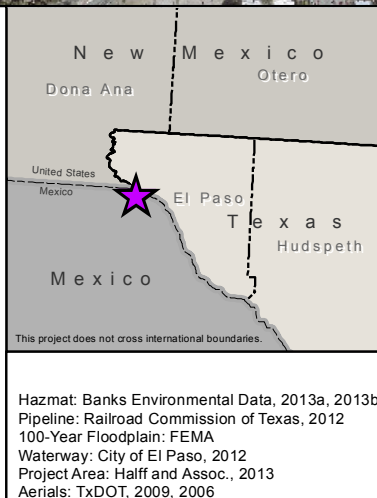 New Mexico
Otero
Dona Ana
United States
Mexico
El Paso
Texas
Hudspeth
Mexico
This project does not cross international boundaries.
Hazmat: Banks Environmental Data, 2013a, 2013b
Pipeline: Railroad Commission of Texas, 2012
100-Year Floodplain: FEMA
Waterway: City of El Paso, 2012
Project Area: Halff and Assoc., 2013
Aerials: TxDOT, 2009, 2006